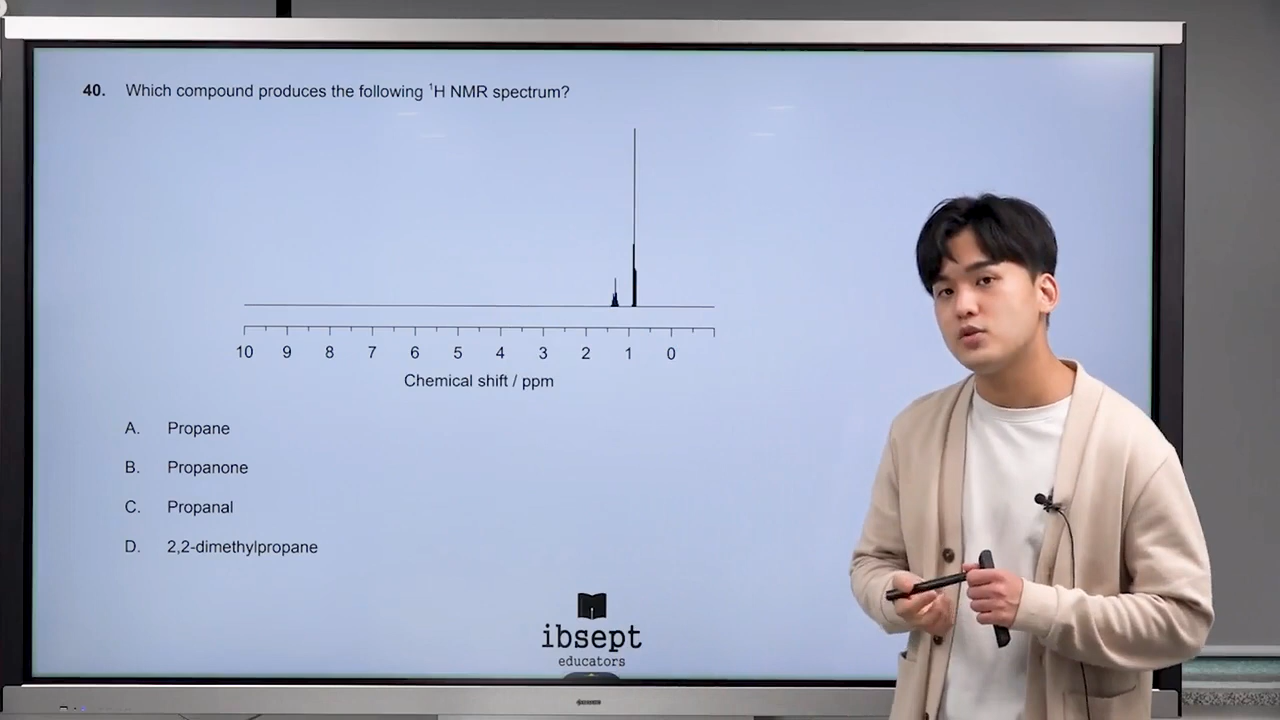 40. Which compound produces the following ¹H NMR spectrum?
10 9 8 7 6 5 4 3 2 1 0
Chemical shift / ppm
A. Propane
B. Propanone
C. Propanal
D. 2,2-dimethylpropane
ibsept
educators